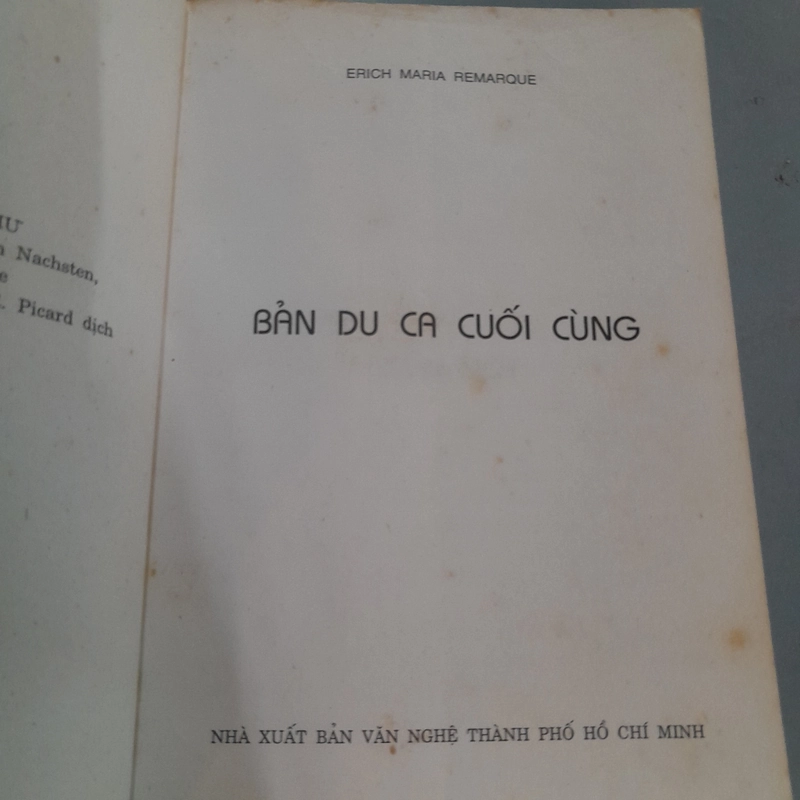 Nachsten,
Picard dịch
ERICH MARIA REMARQUE
BẢN DU CA CUỐI CÙNG
NHÀ XUẤT BẢN VĂN NGHỆ THÀNH PHỐ HỒ CHÍ MINH